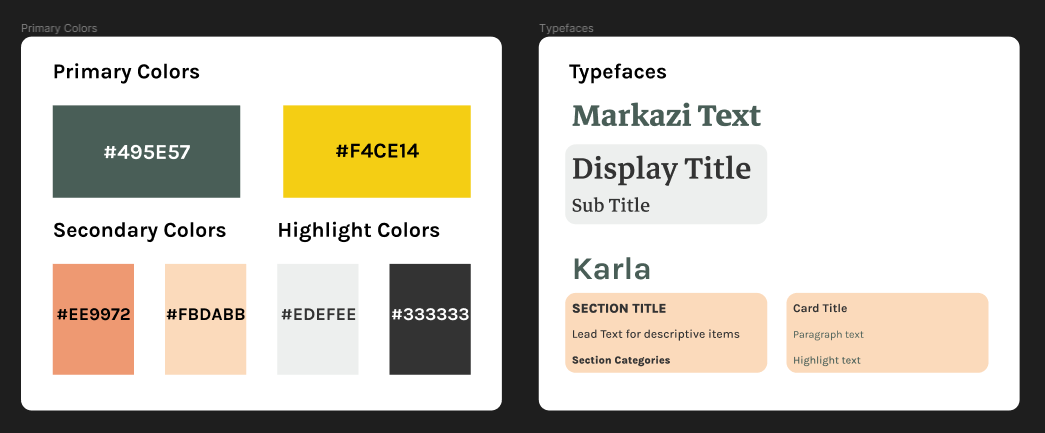 Primary Colors
Primary Colors
#495E57
#F4CE14
Secondary Colors
Highlight Colors
#EE9972
#FBDABB
#EDEFEE
#333333
Typefaces
Typefaces
Markazi Text
Display Title
Sub Title
Karla
SECTION TITLE
Lead Text for descriptive items
Section Categories
Card Title
Paragraph text
Highlight text